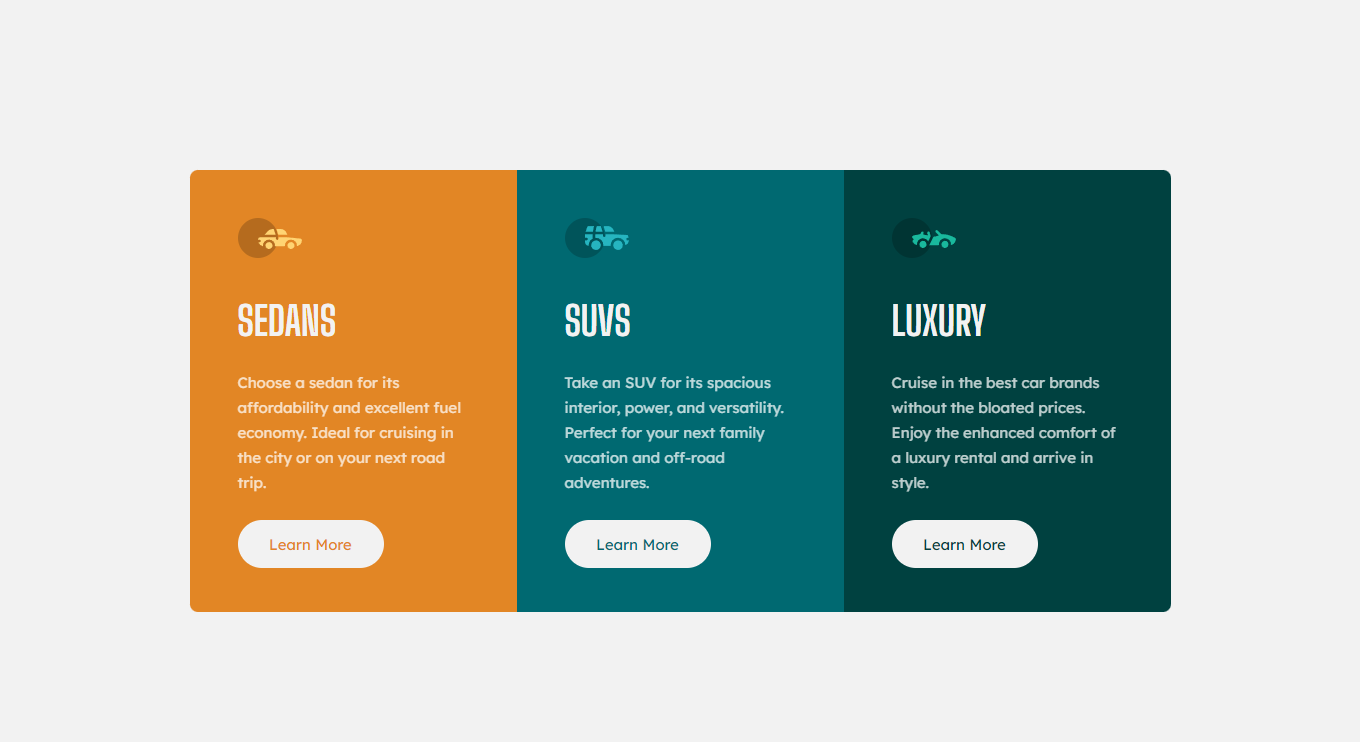 SEDANS
Choose a sedan for its
affordability and excellent fuel
economy. Ideal for cruising in
the city or on your next road
trip.
Learn More
SUVS
Take an SUV for its spacious
interior, power, and versatility.
Perfect for your next family
vacation and off-road
adventures.
Learn More
LUXURY
Cruise in the best car brands
without the bloated prices.
Enjoy the enhanced comfort of
a luxury rental and arrive in
style.
Learn More